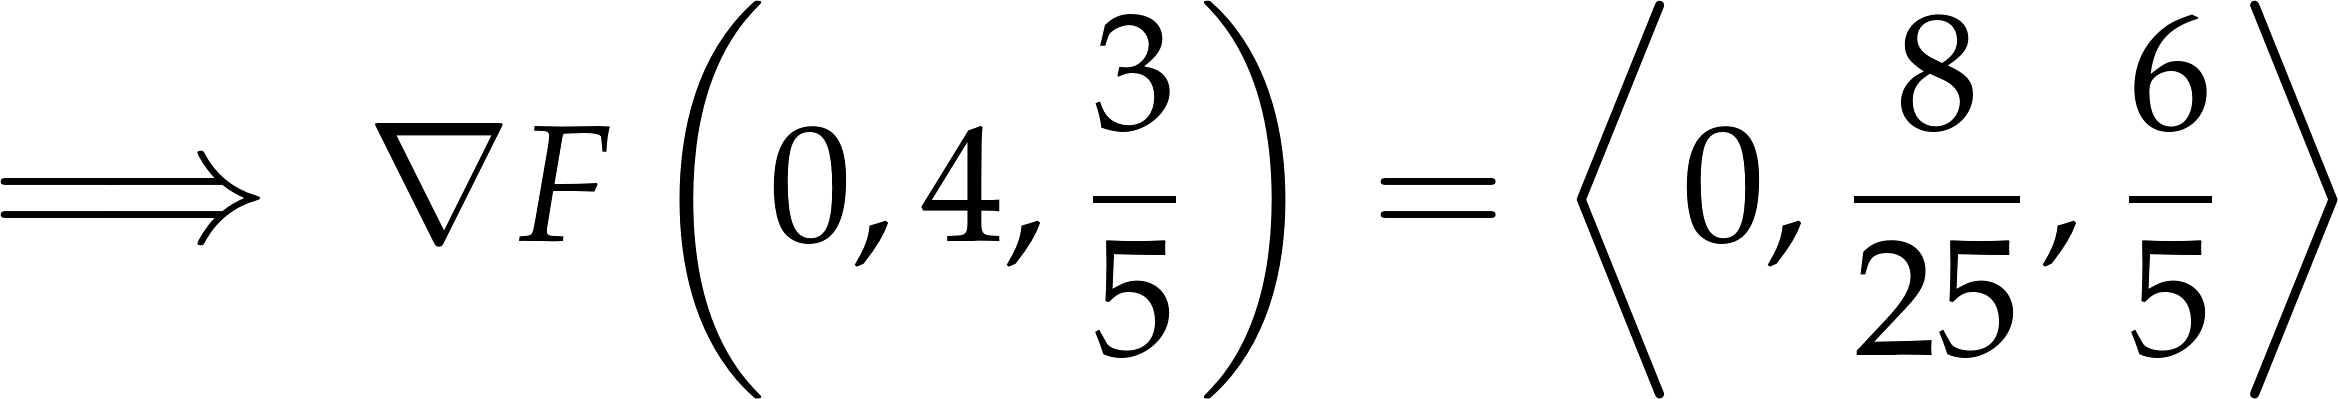 ⟹ ∇F (0, 4, 3/5) = ⟨0, 8/25, 6/5⟩